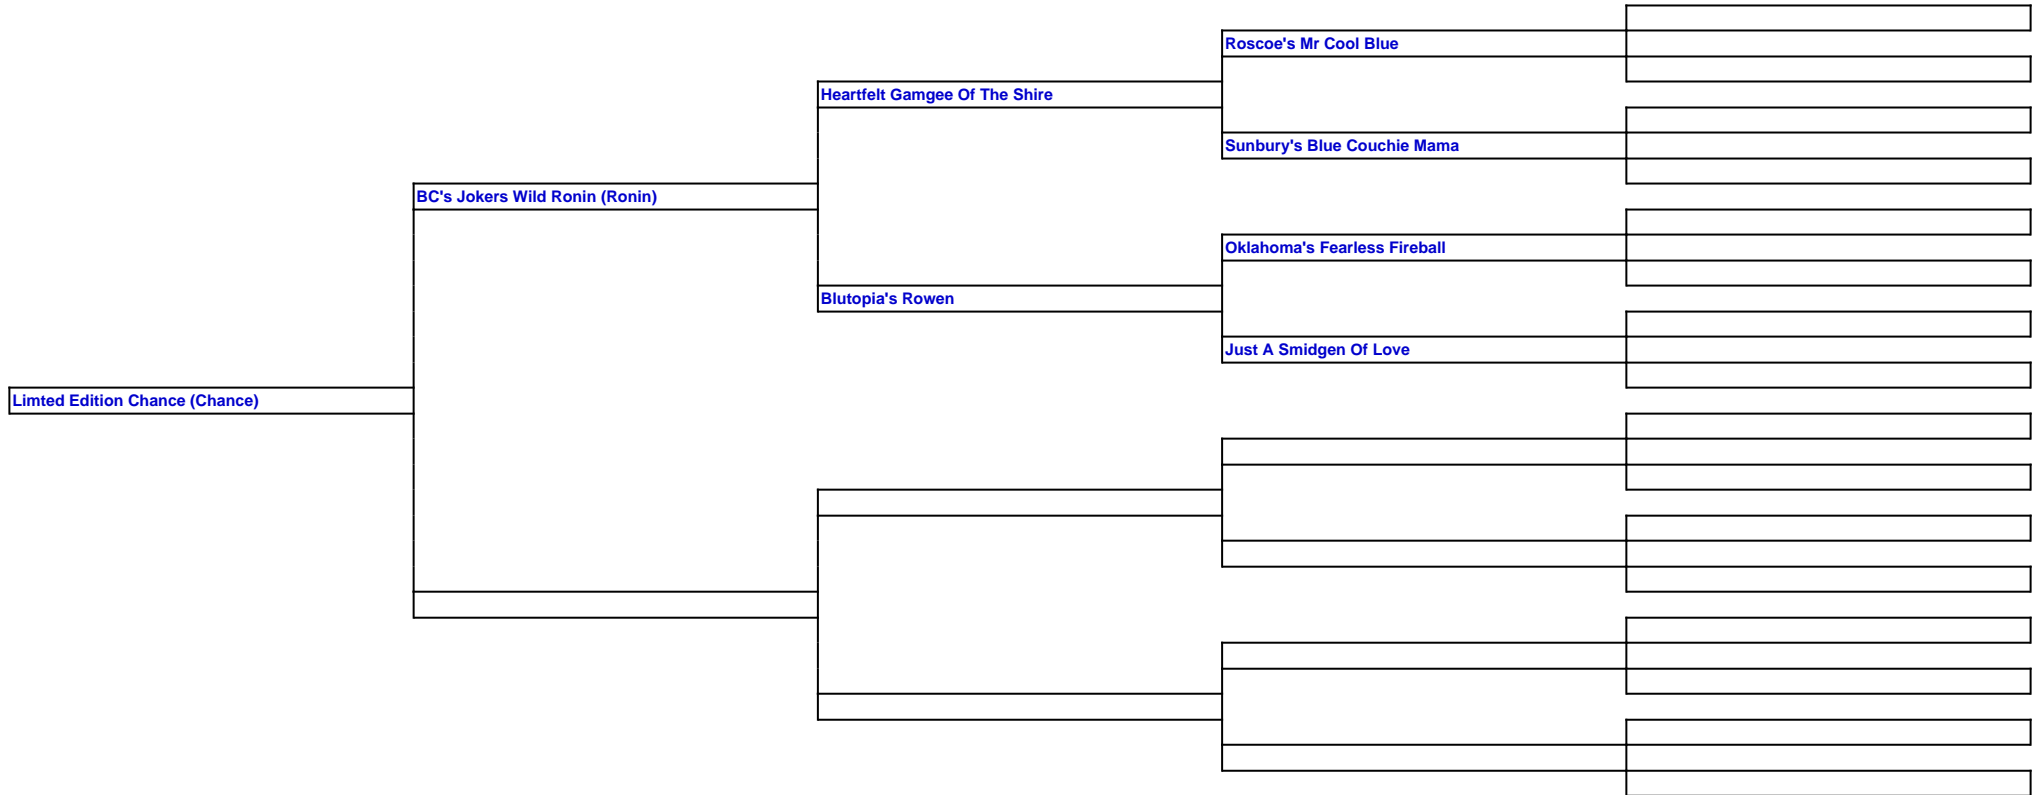 Roscoe's Mr Cool Blue
Heartfelt Gamgee Of The Shire
Sunbury's Blue Couchie Mama
BC's Jokers Wild Ronin (Ronin)
Oklahoma's Fearless Fireball
Blutopia's Rowen
Just A Smidgen Of Love
Limted Edition Chance (Chance)